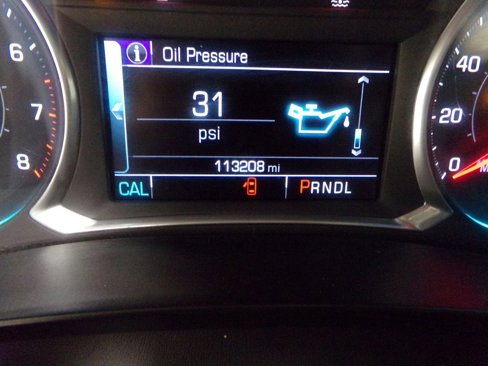 Oil Pressure
31
psi
113208 mi
CAL
PRNDL
6
7
8
40
20
0